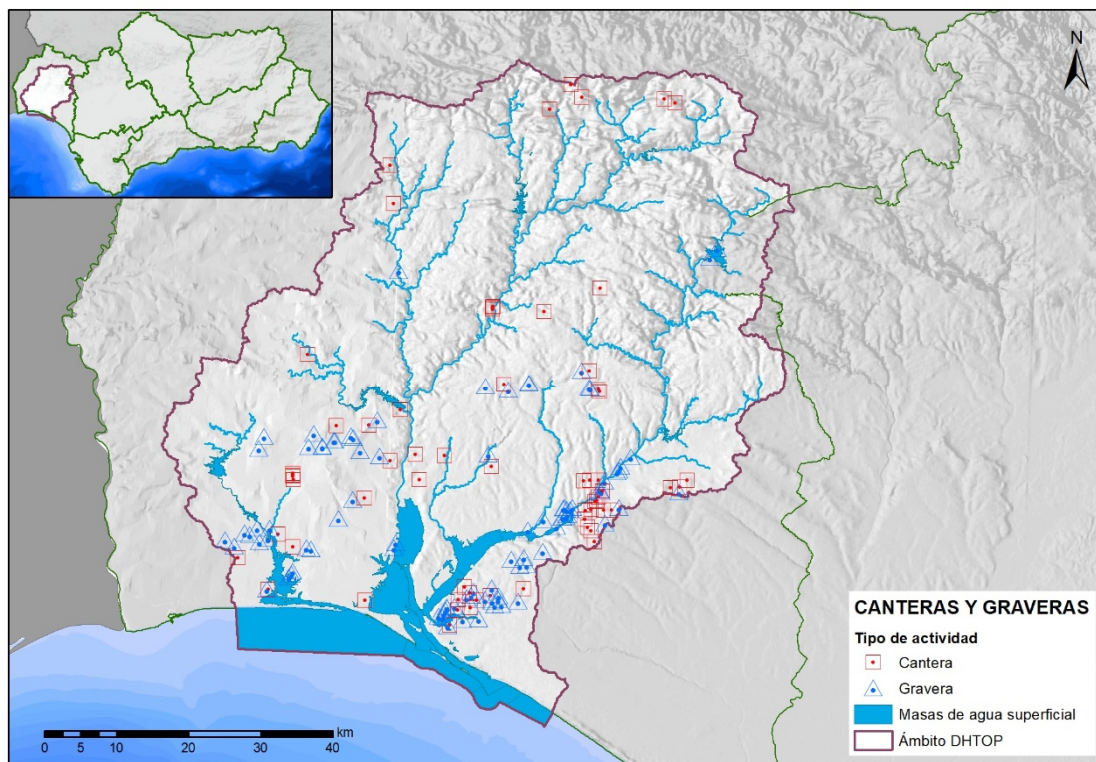 N
CANTERAS Y GRAVERAS
Tipo de actividad
Cantera
Gravera
Masas de agua superficial
Ámbito DHTOP
km
0 5 10 20 30 40